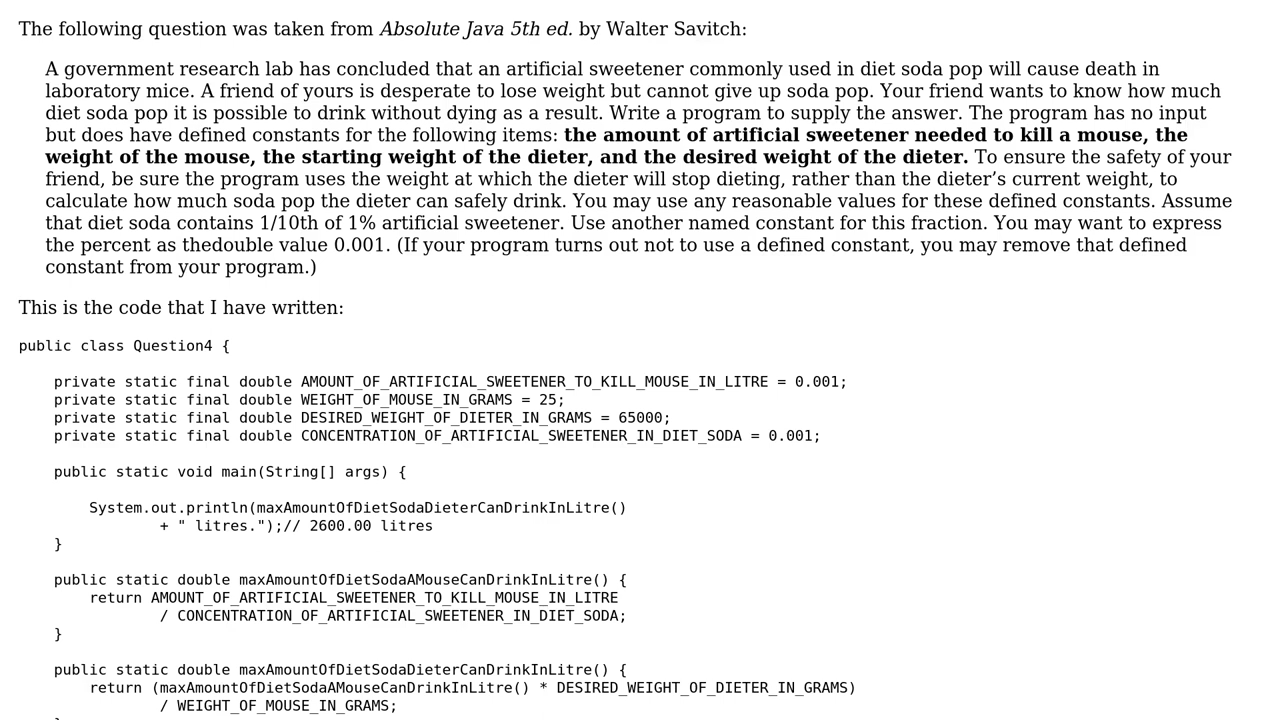 The following question was taken from Absolute Java 5th ed. by Walter Savitch:
A government research lab has concluded that an artificial sweetener commonly used in diet soda pop will cause death in
laboratory mice. A friend of yours is desperate to lose weight but cannot give up soda pop. Your friend wants to know how much
diet soda pop it is possible to drink without dying as a result. Write a program to supply the answer. The program has no input
but does have defined constants for the following items: the amount of artificial sweetener needed to kill a mouse, the
weight of the mouse, the starting weight of the dieter, and the desired weight of the dieter. To ensure the safety of your
friend, be sure the program uses the weight at which the dieter will stop dieting, rather than the dieter’s current weight, to
calculate how much soda pop the dieter can safely drink. You may use any reasonable values for these defined constants. Assume
that diet soda contains 1/10th of 1% artificial sweetener. Use another named constant for this fraction. You may want to express
the percent as thedouble value 0.001. (If your program turns out not to use a defined constant, you may remove that defined
constant from your program.)
This is the code that I have written:
public class Question4 {
    private static final double AMOUNT_OF_ARTIFICIAL_SWEETENER_TO_KILL_MOUSE_IN_LITRE = 0.001;
    private static final double WEIGHT_OF_MOUSE_IN_GRAMS = 25;
    private static final double DESIRED_WEIGHT_OF_DIETER_IN_GRAMS = 65000;
    private static final double CONCENTRATION_OF_ARTIFICIAL_SWEETENER_IN_DIET_SODA = 0.001;
    public static void main(String[] args) {
        System.out.println(maxAmountOfDietSodaDieterCanDrinkInLitre()
                + " litres.");// 2600.00 litres
    }
    public static double maxAmountOfDietSodaAMouseCanDrinkInLitre() {
        return AMOUNT_OF_ARTIFICIAL_SWEETENER_TO_KILL_MOUSE_IN_LITRE
                / CONCENTRATION_OF_ARTIFICIAL_SWEETENER_IN_DIET_SODA;
    }
    public static double maxAmountOfDietSodaDieterCanDrinkInLitre() {
        return (maxAmountOfDietSodaAMouseCanDrinkInLitre() * DESIRED_WEIGHT_OF_DIETER_IN_GRAMS)
                / WEIGHT_OF_MOUSE_IN_GRAMS;